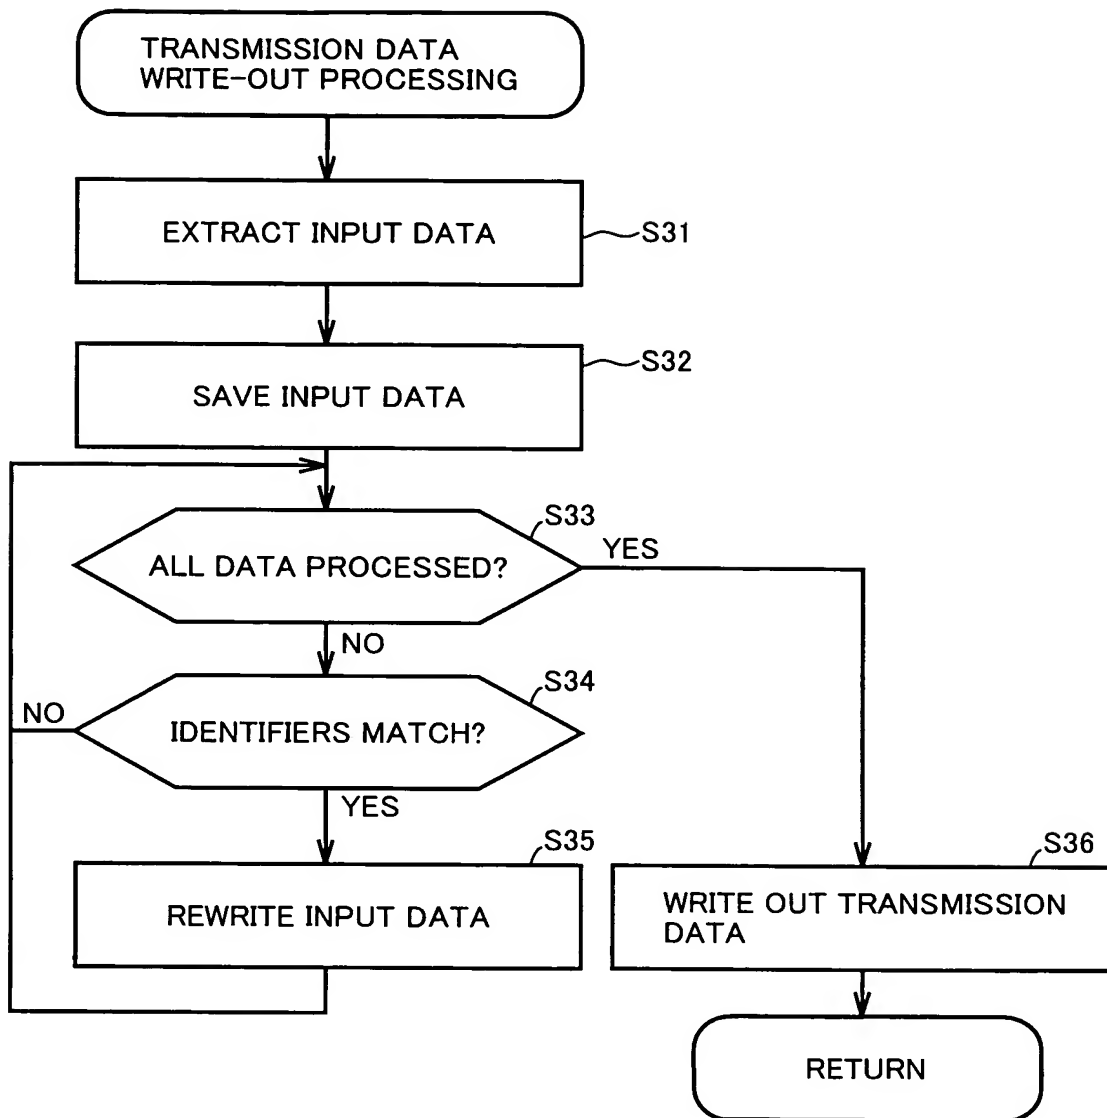 TRANSMISSION DATA
WRITE-OUT PROCESSING
EXTRACT INPUT DATA
S31
SAVE INPUT DATA
S32
ALL DATA PROCESSED?
S33
YES
NO
IDENTIFIERS MATCH?
S34
NO
YES
REWRITE INPUT DATA
S35
WRITE OUT TRANSMISSION
DATA
S36
RETURN